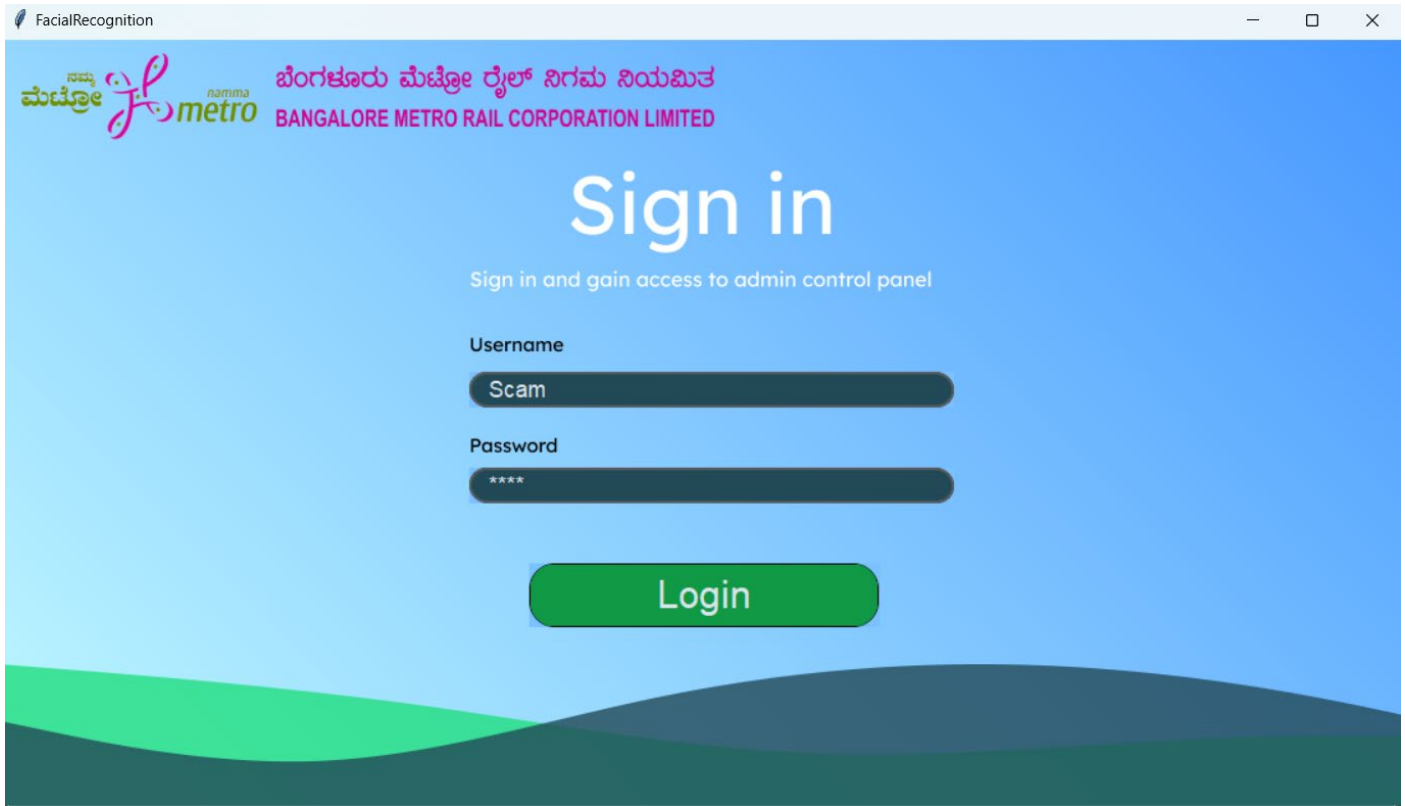 FacialRecognition
ನಮ್ಮ
ಮೆಟ್ರೋ
namma
metro
ಬೆಂಗಳೂರು ಮೆಟ್ರೋ ರೈಲ್ ನಿಗಮ ನಿಯಮಿತ
BANGALORE METRO RAIL CORPORATION LIMITED
Sign in
Sign in and gain access to admin control panel
Username
Scam
Password
****
Login